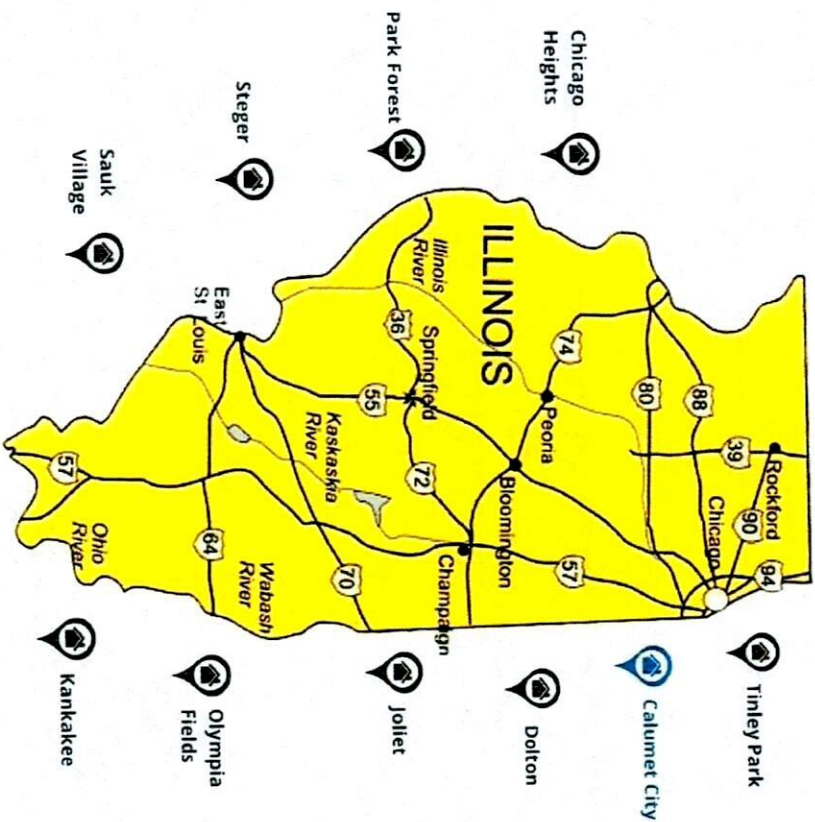 Rockford
94
Tinley Park
90
39
Chicago
88
80
Calumet City
Chicago
Heights
74
57
Peona
Dolton
Bloomington
ILLINOIS
Champaign
Illinois
River
Springfield
72
36
Park Forest
Joliet
55
70
Kaskaskia
River
Wabash
River
Steger
East
St Louis
Olympia
Fields
64
Sauk
Village
Ohio
River
Kankakee
57